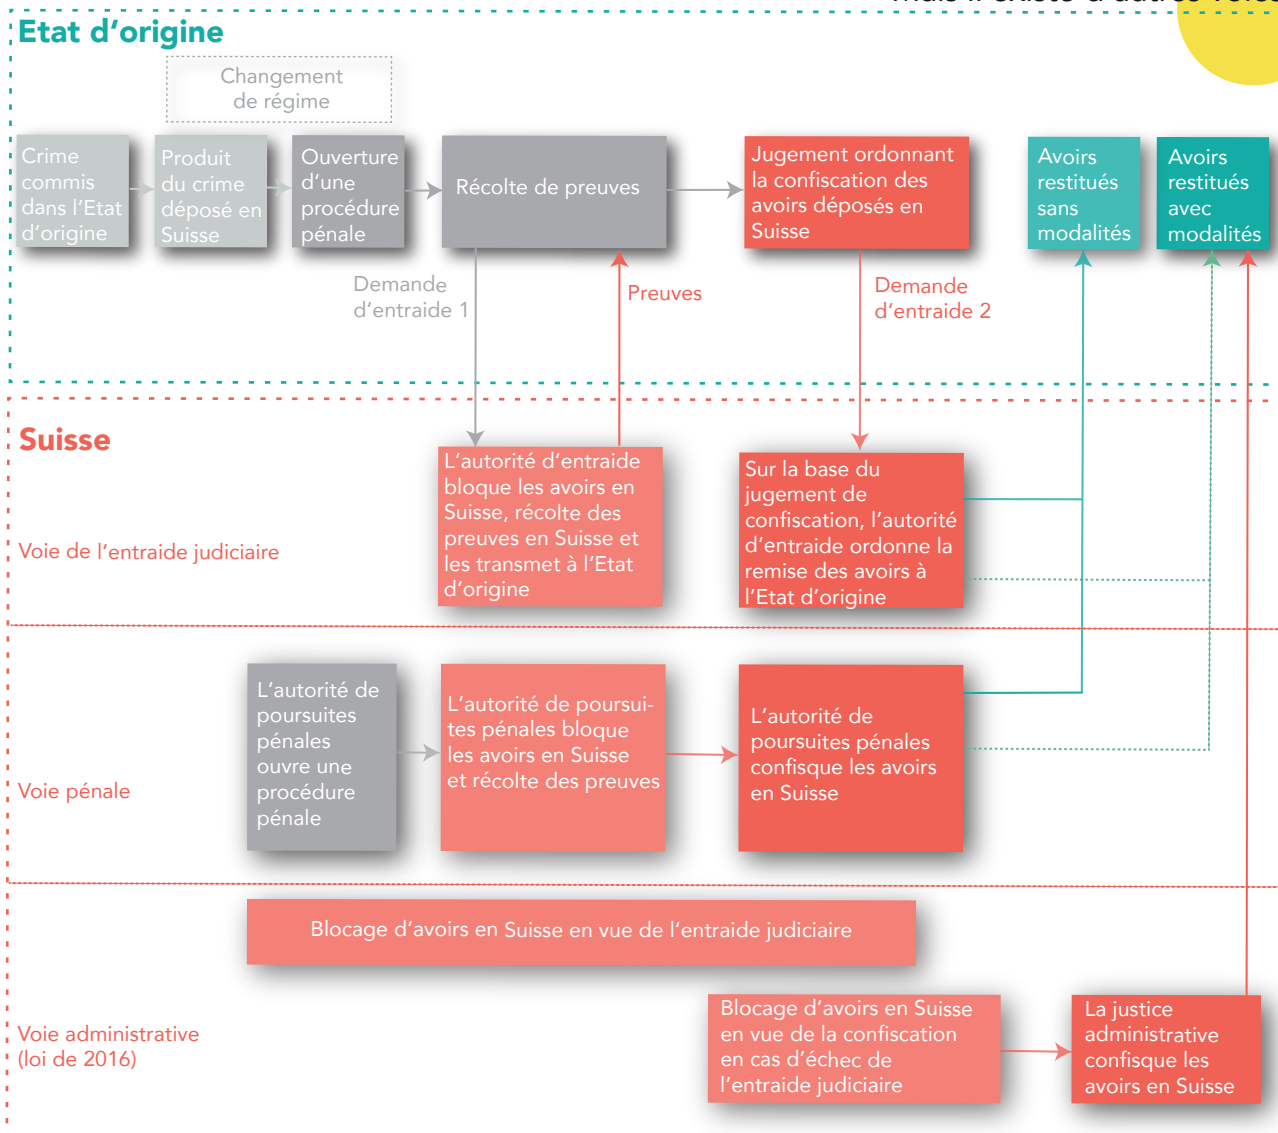 Etat d'origine
Changement
de régime
Crime
commis
dans l'Etat
d'origine
Produit
du crime
déposé en
Suisse
Ouverture
d'une
procédure
pénale
Récolte de preuves
Jugement ordonnant
la confiscation des
avoirs déposés en
Suisse
Avoirs
restitués
sans
modalités
Avoirs
restitués
avec
modalités
Demande
d'entraide 1
Preuves
Demande
d'entraide 2
Suisse
Voie de l'entraide judiciaire
L'autorité d'entraide
bloque les avoirs en
Suisse, récolte des
preuves en Suisse et
les transmet à l'Etat
d'origine
Sur la base du
jugement de
confiscation, l'autorité
d'entraide ordonne la
remise des avoirs à
l'Etat d'origine
Voie pénale
L'autorité de
poursuites
pénales
ouvre une
procédure
pénale
L'autorité de poursui-
tes pénales bloque
les avoirs en Suisse
et récolte des preuves
L'autorité de
poursuites pénales
confisque les avoirs
en Suisse
Blocage d'avoirs en Suisse en vue de l'entraide judiciaire
Voie administrative
(loi de 2016)
Blocage d'avoirs en Suisse
en vue de la confiscation
en cas d'échec de
l'entraide judiciaire
La justice
administrative
confisque les
avoirs en Suisse